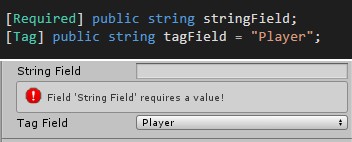 [Required] public string stringField;
[Tag] public string tagField = "Player";
String Field
Field 'String Field' requires a value!
Tag Field Player